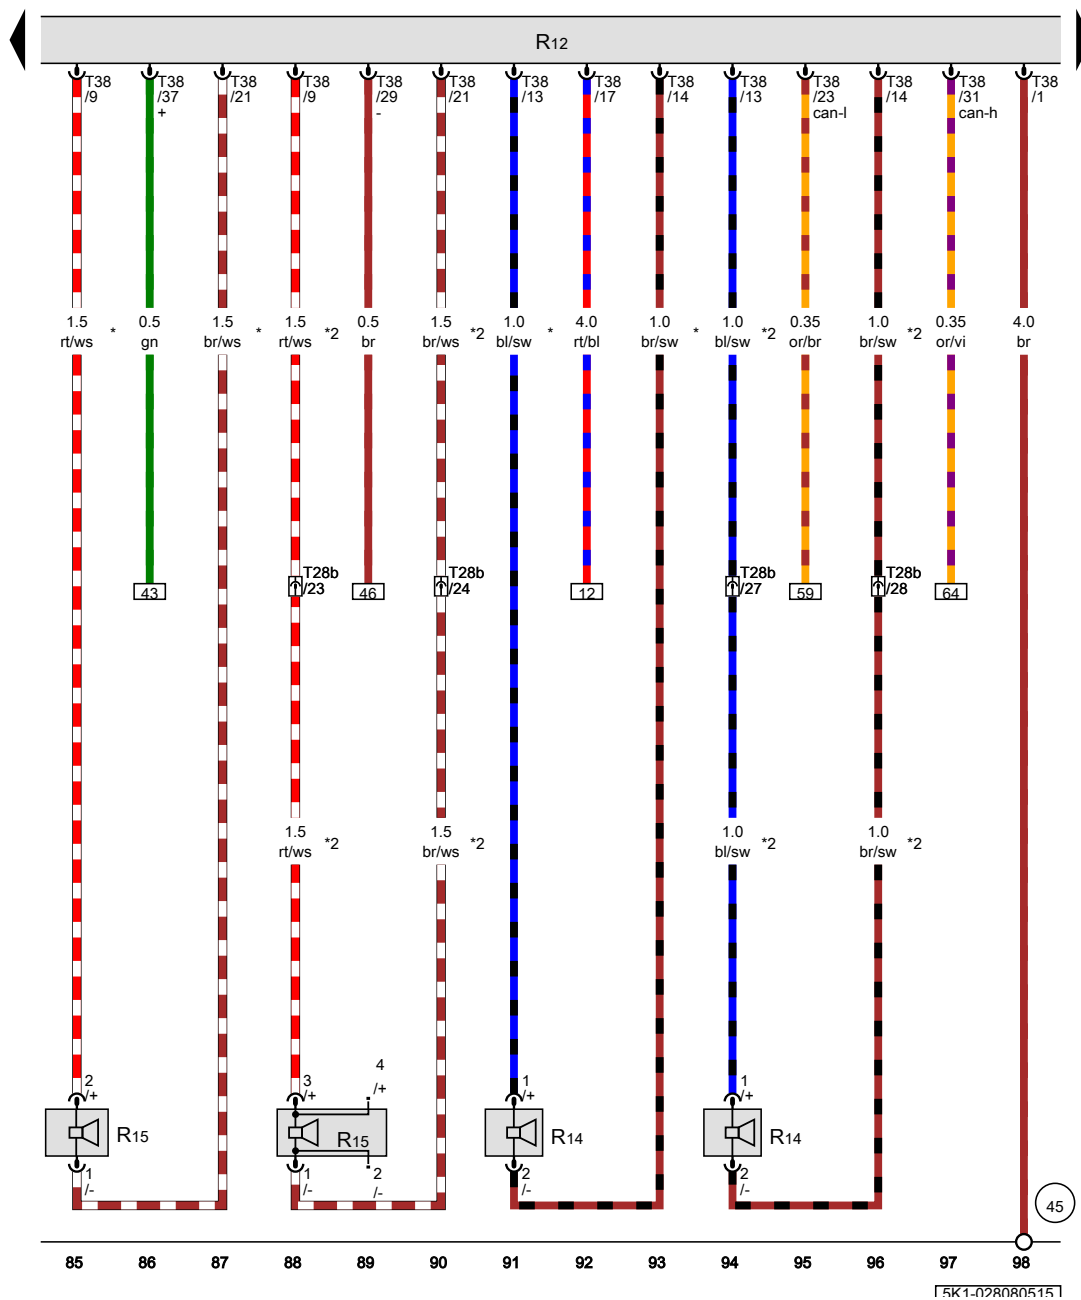 R12
T38 T38 T38 T38 T38 T38 T38 T38 T38 T38 T38 T38 T38 T38
/9 /37 /21 /9 /29 /21 /13 /17 /14 /13 /23 /14 /31 /1
+ - can-l can-h
1.5 0.5 1.5 1.5 0.5 1.5 1.0 4.0 1.0 1.0 0.35 1.0 0.35 4.0
* * *2 *2 * * *2 *2
rt/ws gn br/ws rt/ws br br/ws bl/sw rt/bl br/sw bl/sw or/br br/sw or/vi br
T28b T28b T28b T28b
/23 /24 /27 /28
43 46 12 59 64
1.5 1.5 1.0 1.0
*2 *2 *2 *2
rt/ws br/ws bl/sw br/sw
4
/+
2 3 1 1
/+ /+ /+ /+
R15 R15 R14 R14
1 1 2 2 2
/- /- /- /- /-
45
85 86 87 88 89 90 91 92 93 94 95 96 97 98
5K1-028080515